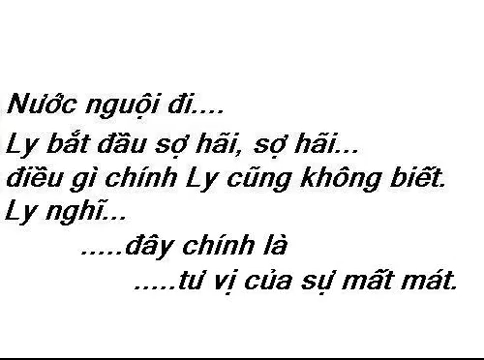 Nước nguội đi....
Ly bắt đầu sợ hãi, sợ hãi...
điều gì chính Ly cũng không biết.
Ly nghĩ...
.....đây chính là
.....tư vị của sự mất mát.